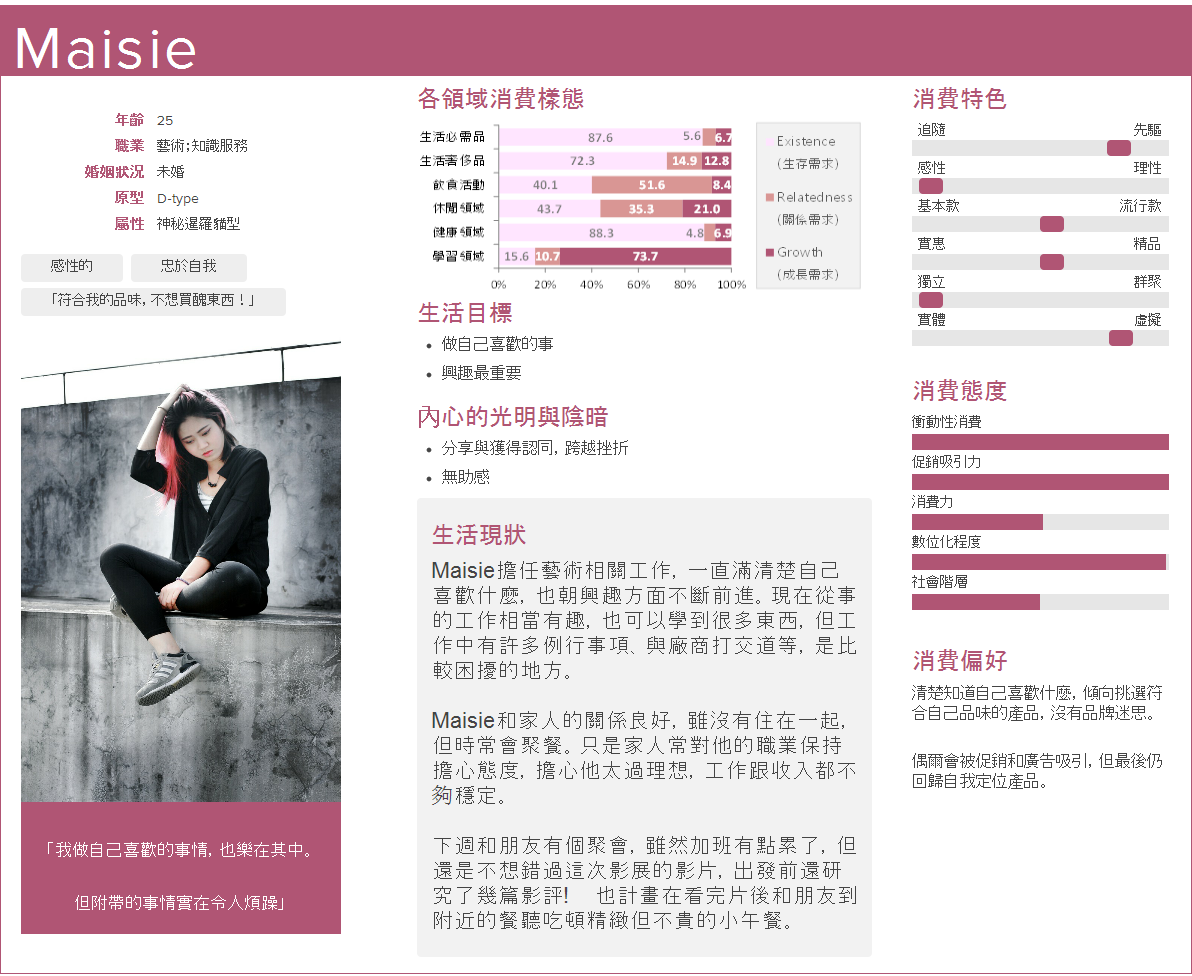 Maisie
年齡 25
職業 藝術;知識服務
婚姻狀況 未婚
原型 D-type
屬性 神秘暹羅貓型
感性的 忠於自我
「符合我的品味, 不想買醜東西！」
「我做自己喜歡的事情, 也樂在其中。
但附帶的事情實在令人煩躁」
各領域消費樣態
生活必需品 87.6 5.6 6.7
生活奢侈品 72.3 14.9 12.8
飲食活動 40.1 51.6 8.4
休閒領域 43.7 35.3 21.0
健康領域 88.3 4.8 6.9
學習領域 15.6 10.7 73.7
0% 20% 40% 60% 80% 100%
Existence
(生存需求)
Relatedness
(關係需求)
Growth
(成長需求)
生活目標
• 做自己喜歡的事
• 興趣最重要
內心的光明與陰暗
• 分享與獲得認同, 跨越挫折
• 無助感
生活現狀
Maisie擔任藝術相關工作, 一直滿清楚自己
喜歡什麼, 也朝興趣方面不斷前進。現在從事
的工作相當有趣, 也可以學到很多東西, 但工
作中有許多例行事項、與廠商打交道等, 是比
較困擾的地方。
Maisie和家人的關係良好, 雖沒有住在一起,
但時常會聚餐。只是家人常對他的職業保持
擔心態度, 擔心他太過理想, 工作跟收入都不
夠穩定。
下週和朋友有個聚會, 雖然加班有點累了, 但
還是不想錯過這次影展的影片, 出發前還研
究了幾篇影評! 也計畫在看完片後和朋友到
附近的餐聽吃頓精緻但不貴的小午餐。
消費特色
追隨 先驅
感性 理性
基本款 流行款
實惠 精品
獨立 群聚
實體 虛擬
消費態度
衝動性消費
促銷吸引力
消費力
數位化程度
社會階層
消費偏好
清楚知道自己喜歡什麼, 傾向挑選符
合自己品味的產品, 沒有品牌迷思。
偶爾會被促銷和廣告吸引, 但最後仍
回歸自我定位產品。